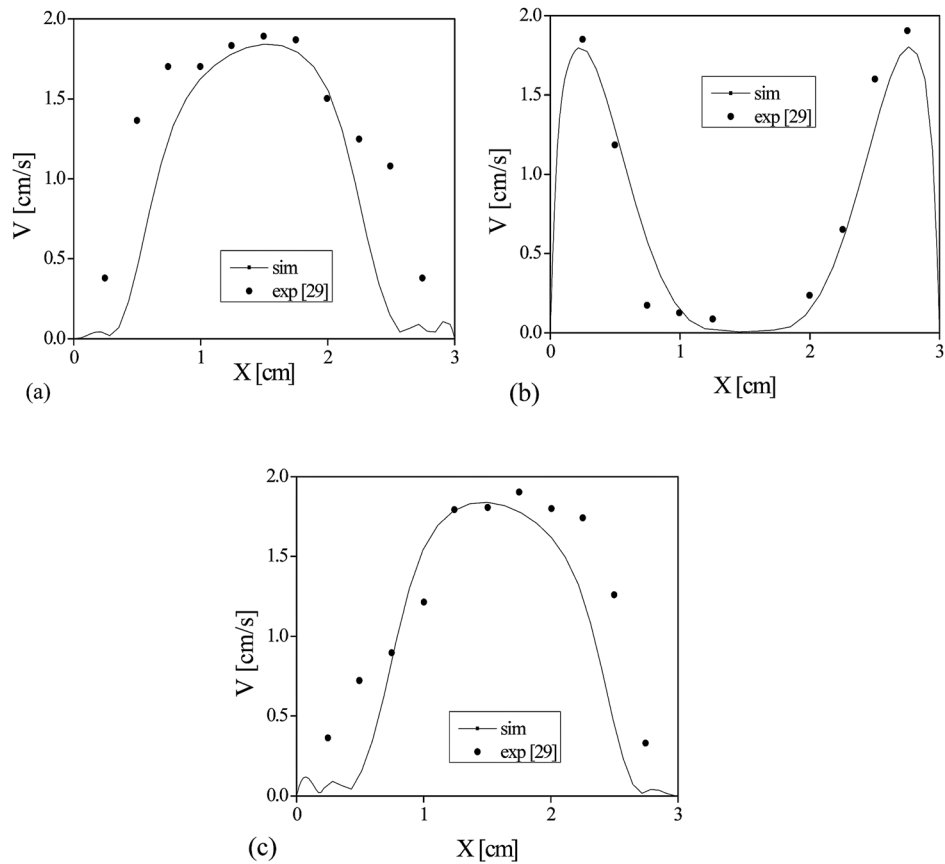 2.0
1.5
1.0
0.5
0.0
V [cm/s]
sim
exp [29]
0 1 2 3
X [cm]
(a)
2.0
1.5
1.0
0.5
0.0
V [cm/s]
sim
exp [29]
0 1 2 3
X [cm]
(b)
2.0
1.5
1.0
0.5
0.0
V [cm/s]
sim
exp [29]
0 1 2 3
X [cm]
(c)